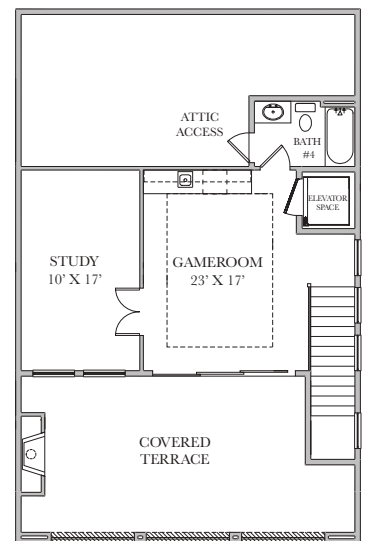 ATTIC
ACCESS
BATH
#4
ELEVATOR
SPACE
STUDY
10' X 17'
GAMEROOM
23' X 17'
COVERED
TERRACE